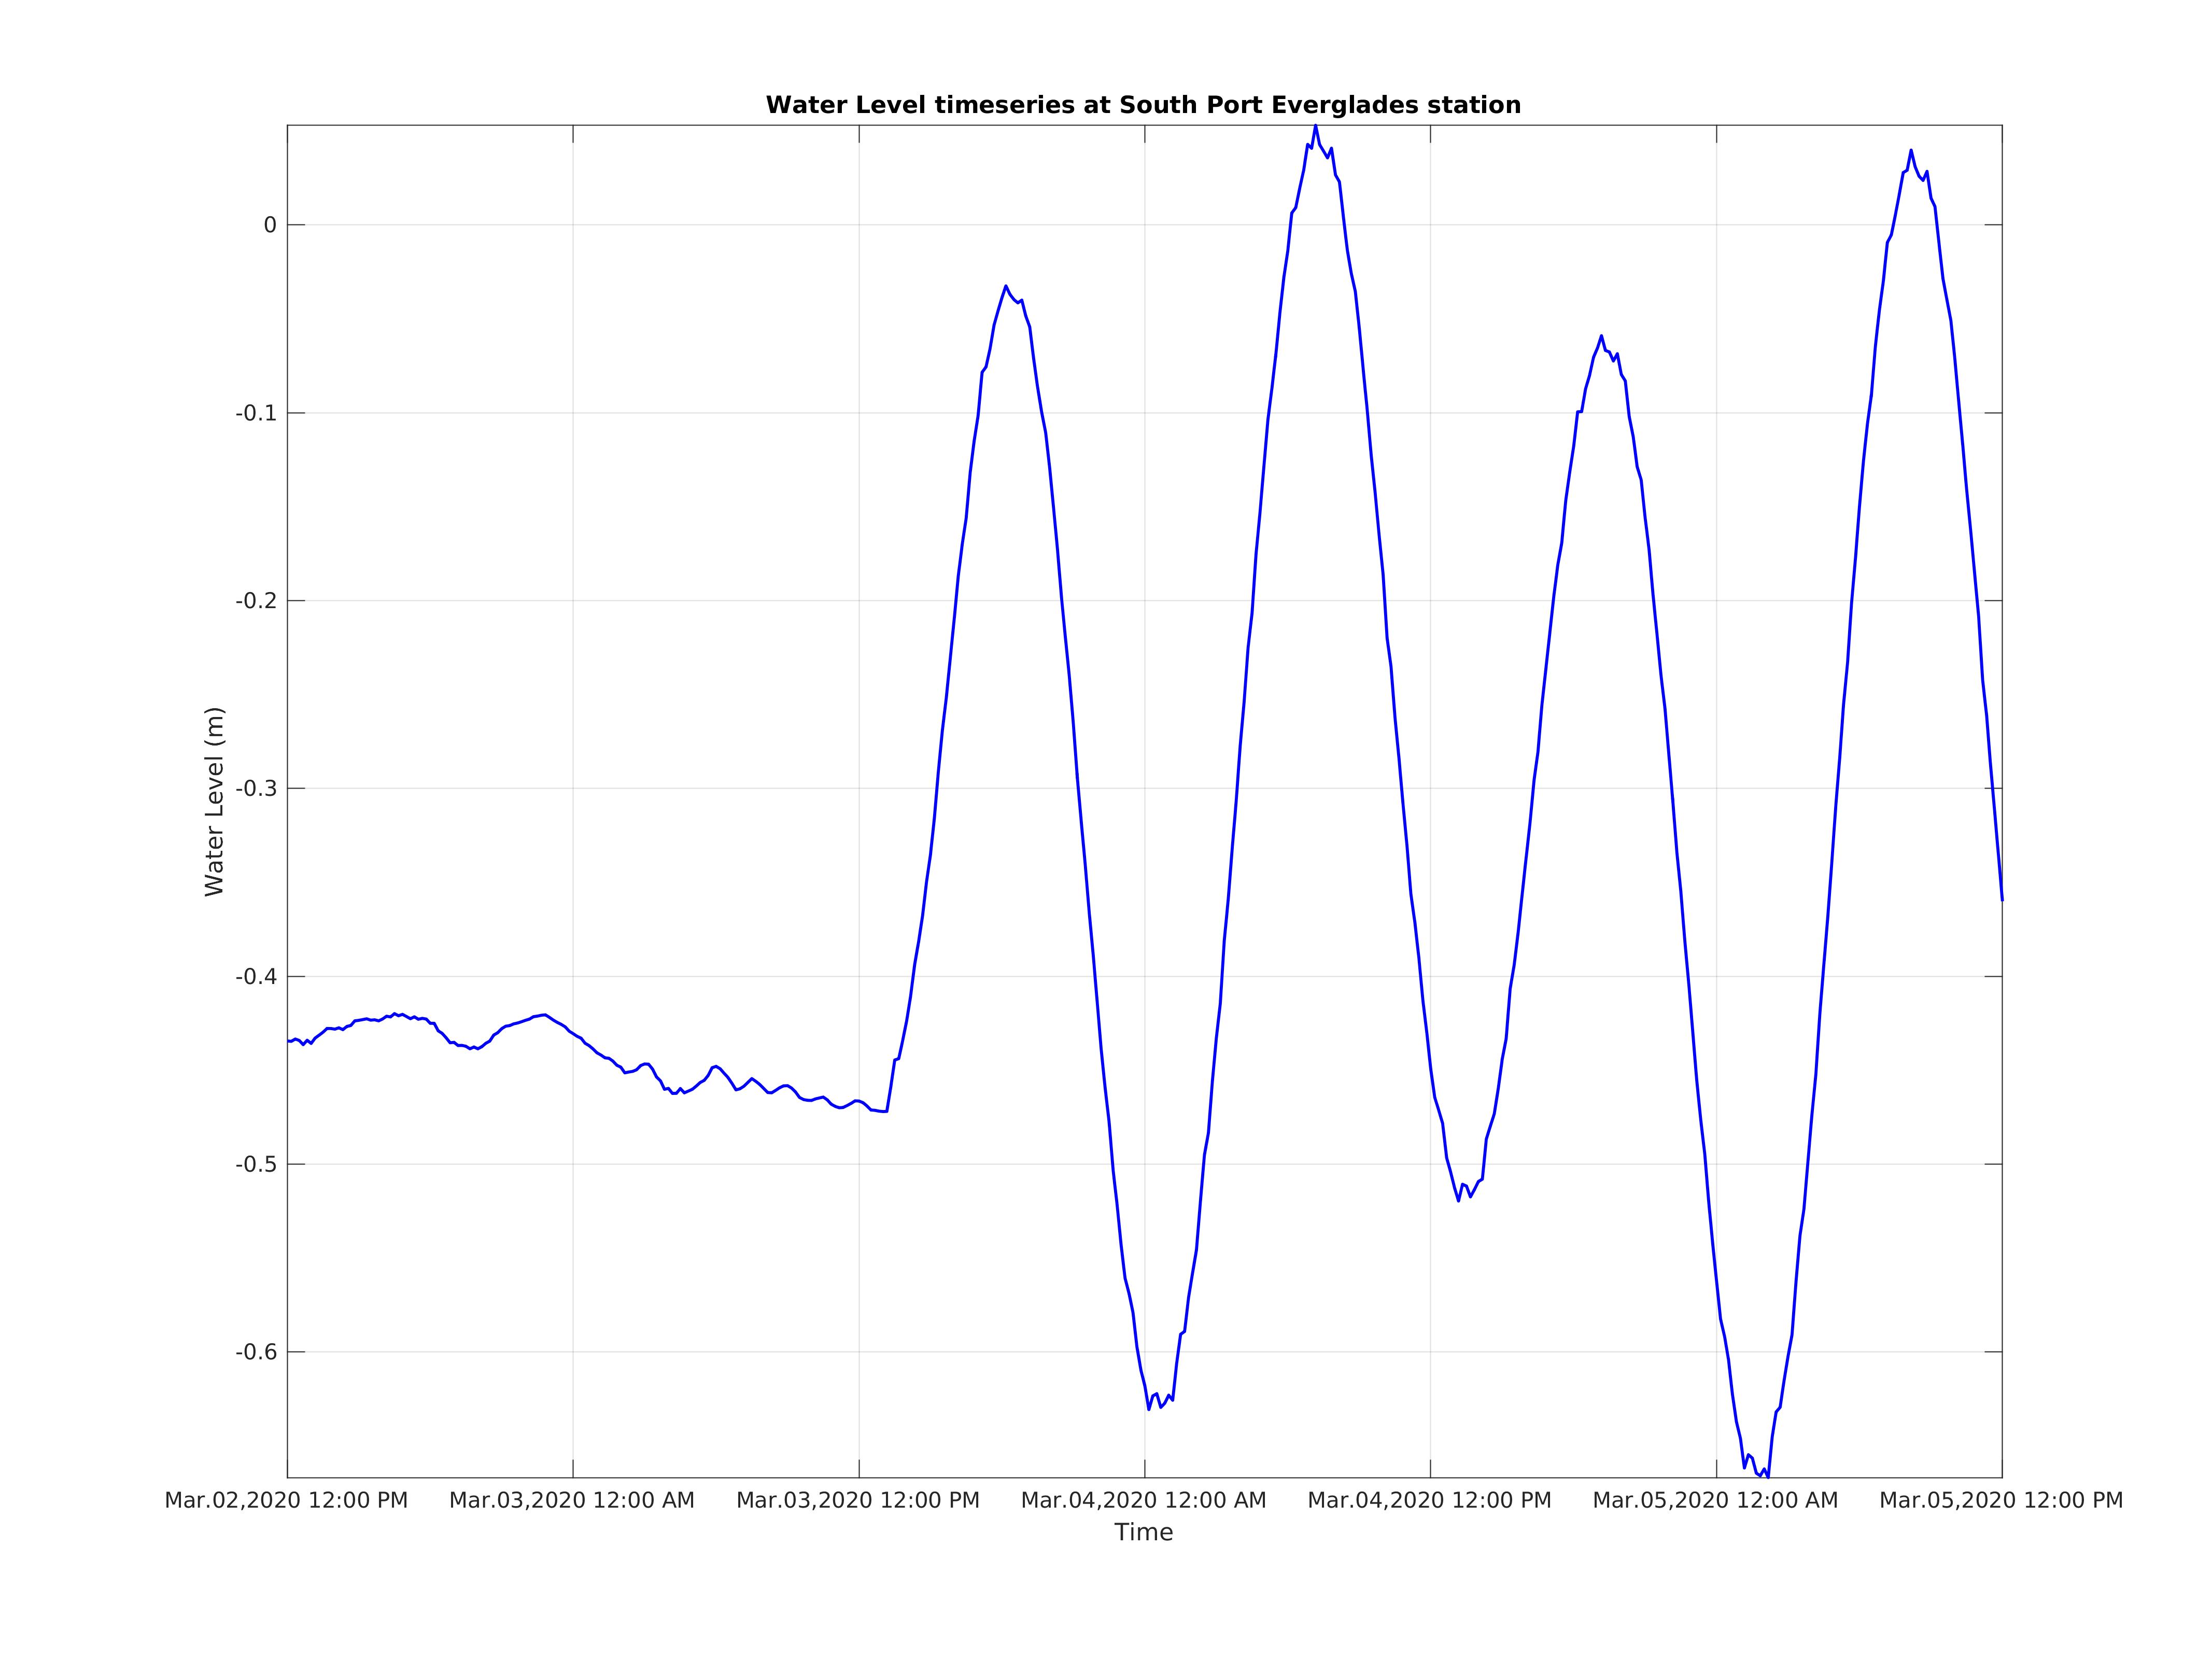 Water Level timeseries at South Port Everglades station
0
-0.1
-0.2
-0.3
-0.4
-0.5
-0.6
Water Level (m)
Mar.02,2020 12:00 PM
Mar.03,2020 12:00 AM
Mar.03,2020 12:00 PM
Mar.04,2020 12:00 AM
Mar.04,2020 12:00 PM
Mar.05,2020 12:00 AM
Mar.05,2020 12:00 PM
Time